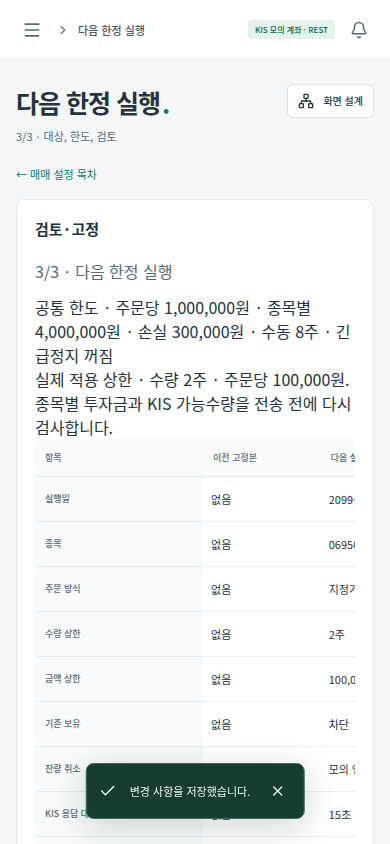 다음 한정 실행
KIS 모의 계좌 · REST
다음 한정 실행.
화면 설계
3/3 · 대상, 한도, 검토
← 매매 설정 목차
검토·고정
3/3 · 다음 한정 실행
공통 한도 · 주문당 1,000,000원 · 종목별
4,000,000원 · 손실 300,000원 · 수동 8주 · 긴
급정지 꺼짐
실제 적용 상한 · 수량 2주 · 주문당 100,000원.
종목별 투자금과 KIS 가능수량을 전송 전에 다시
검사합니다.
항목 이전 고정본 다음
실행일 없음 2099
종목 없음
주문 방식 없음
수량 상한 없음 2주
금액 상한 없음
기존 보유 없음 차단
잔량 취소 모의
변경 사항을 저장했습니다.
KIS 응답 15초